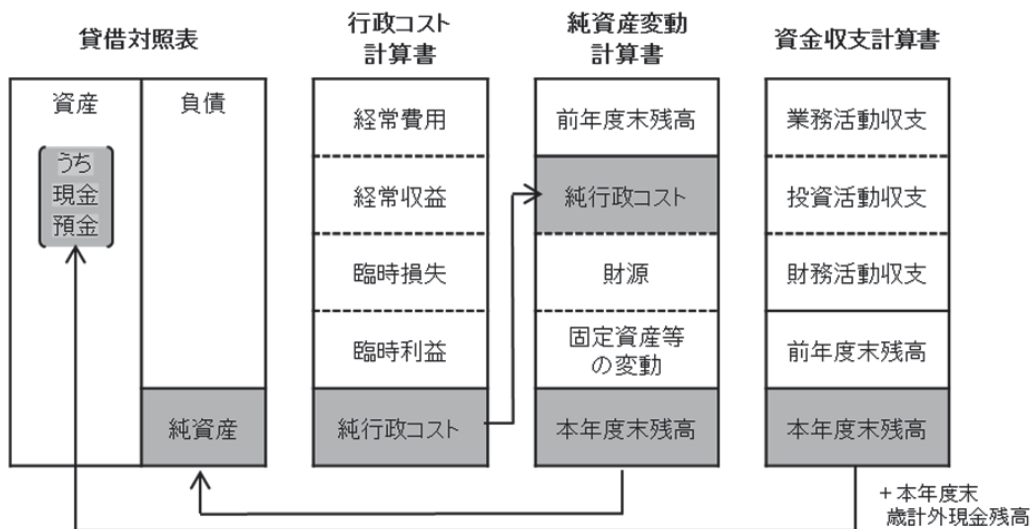 貸借対照表
資産
うち
現金
預金
負債
純資産
行政コスト
計算書
経常費用
経常収益
臨時損失
臨時利益
純行政コスト
純資産変動
計算書
前年度末残高
純行政コスト
財源
固定資産等
の変動
本年度末残高
資金収支計算書
業務活動収支
投資活動収支
財務活動収支
前年度末残高
本年度末残高
+本年度末
歳計外現金残高